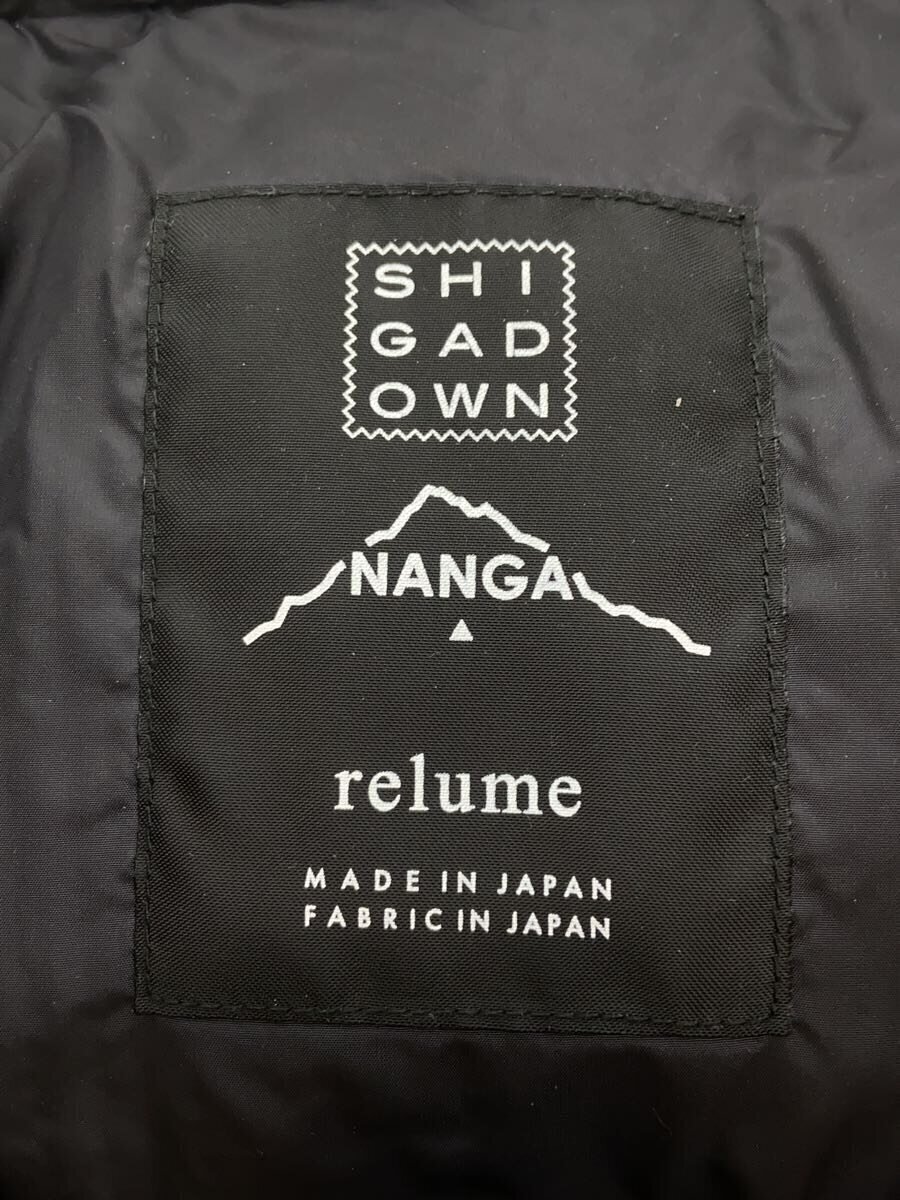 SHI
GAD
OWN
NANGA
relume
MADE IN JAPAN
FABRIC IN JAPAN